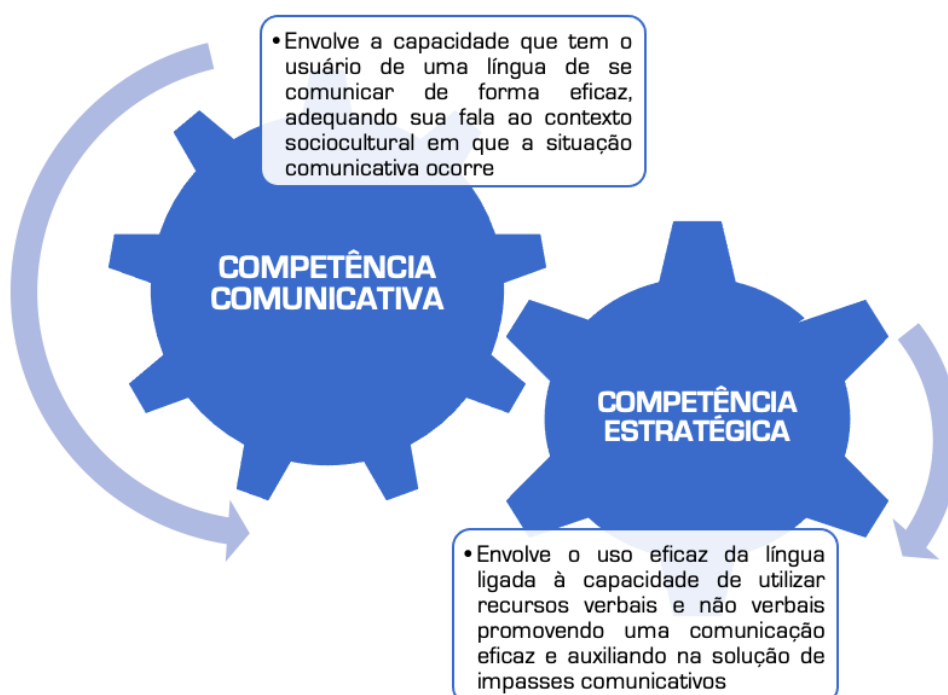 • Envolve a capacidade que tem o
usuário de uma língua de se
comunicar de forma eficaz,
adequando sua fala ao contexto
sociocultural em que a situação
comunicativa ocorre
COMPETÊNCIA
COMUNICATIVA
COMPETÊNCIA
ESTRATÉGICA
• Envolve o uso eficaz da língua
ligada à capacidade de utilizar
recursos verbais e não verbais
promovendo uma comunicação
eficaz e auxiliando na solução de
impasses comunicativos